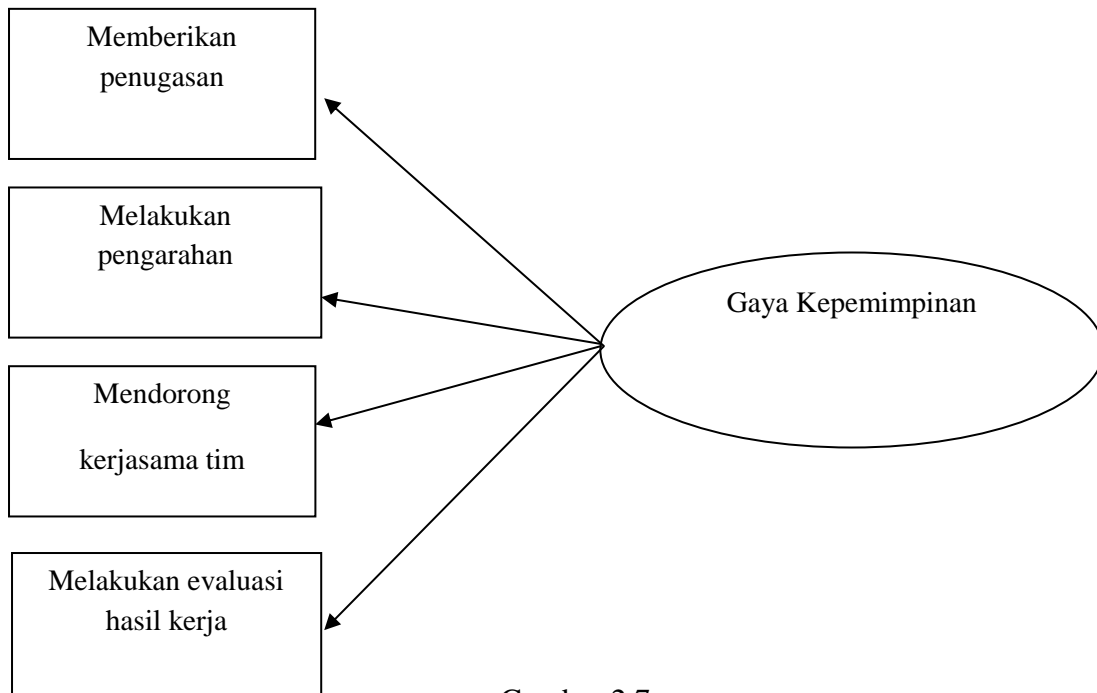 Memberikan
penugasan
Melakukan
pengarahan
Gaya Kepemimpinan
Mendorong
kerjasama tim
Melakukan evaluasi
hasil kerja